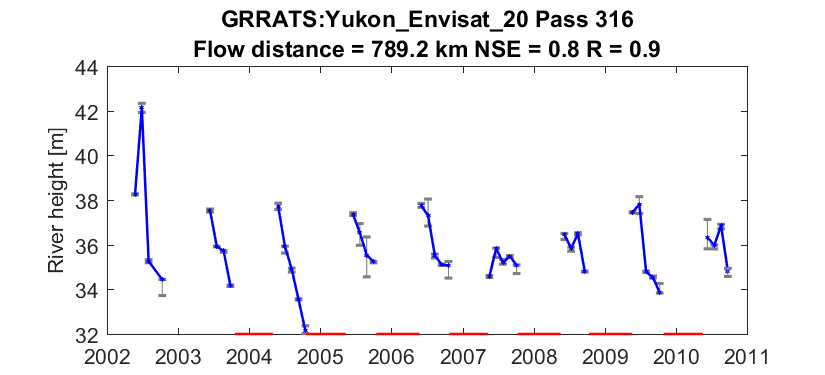 GRRATS:Yukon_Envisat_20 Pass 316
Flow distance = 789.2 km NSE = 0.8 R = 0.9
River height [m]
44
42
40
38
36
34
32
2002 2003 2004 2005 2006 2007 2008 2009 2010 2011